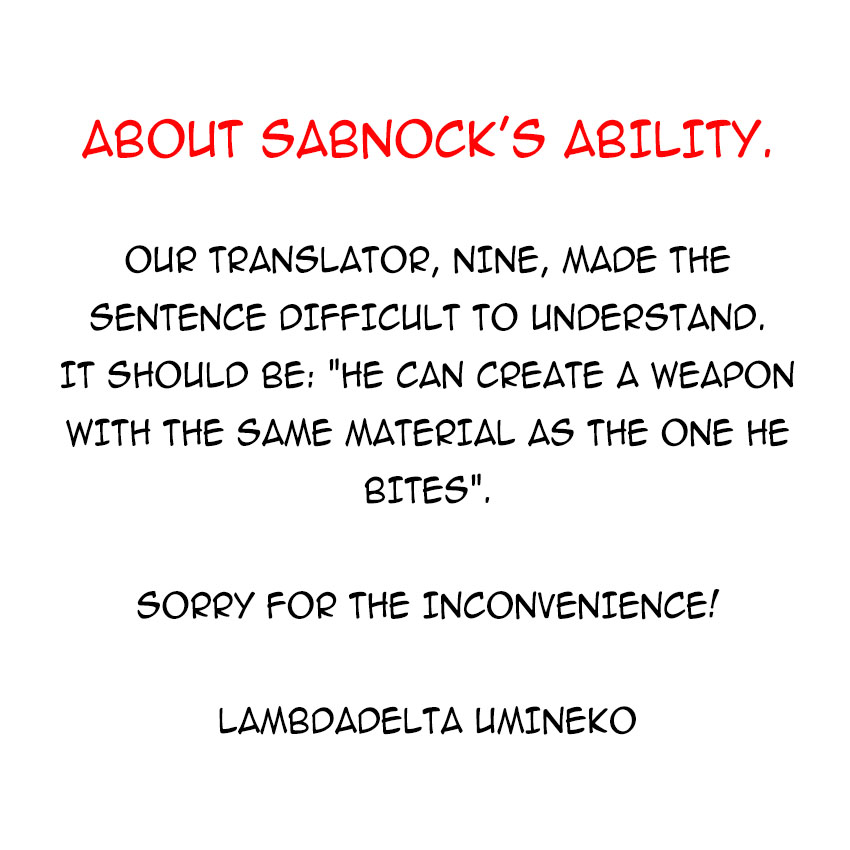 ABOUT SABNOCK'S ABILITY.
OUR TRANSLATOR, NINE, MADE THE
SENTENCE DIFFICULT TO UNDERSTAND.
IT SHOULD BE: "HE CAN CREATE A WEAPON
WITH THE SAME MATERIAL AS THE ONE HE
BITES".
SORRY FOR THE INCONVENIENCE!
LAMBDADELTA UMINEKO